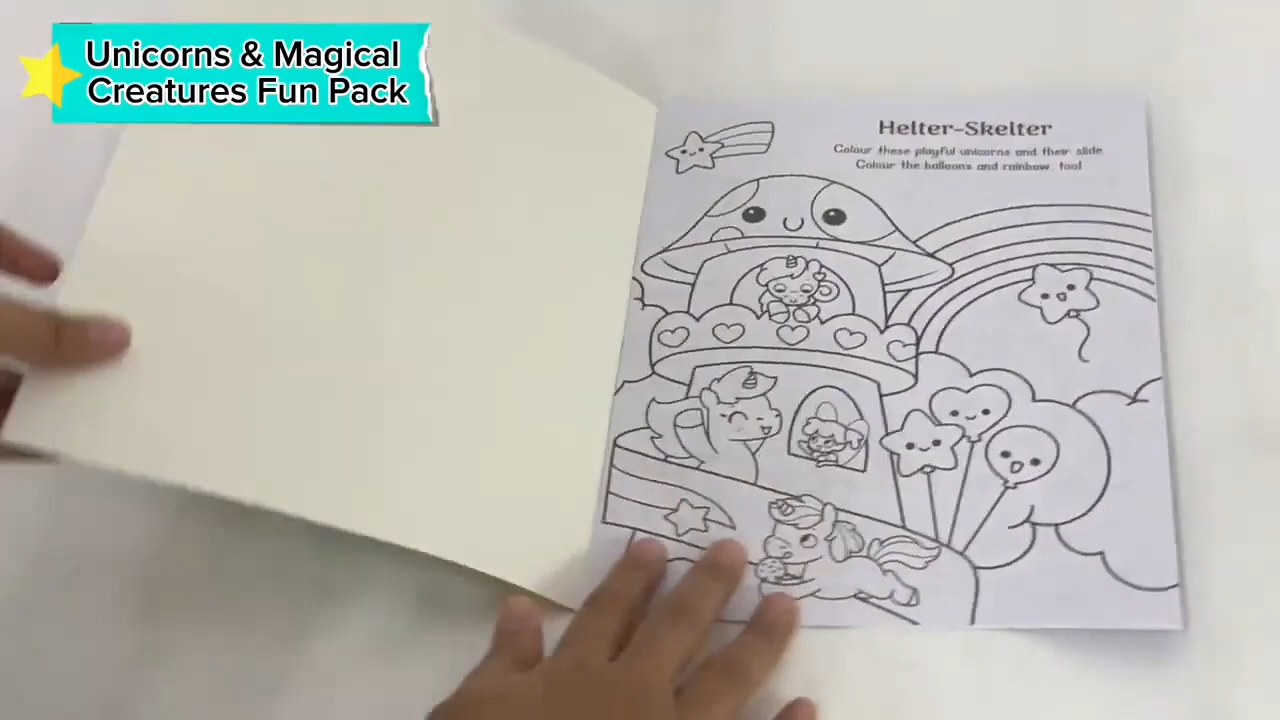 Unicorns & Magical
Creatures Fun Pack
Helter-Skelter
Colour these playful unicorns and their slide
Colour the balloons and rainbow, too!